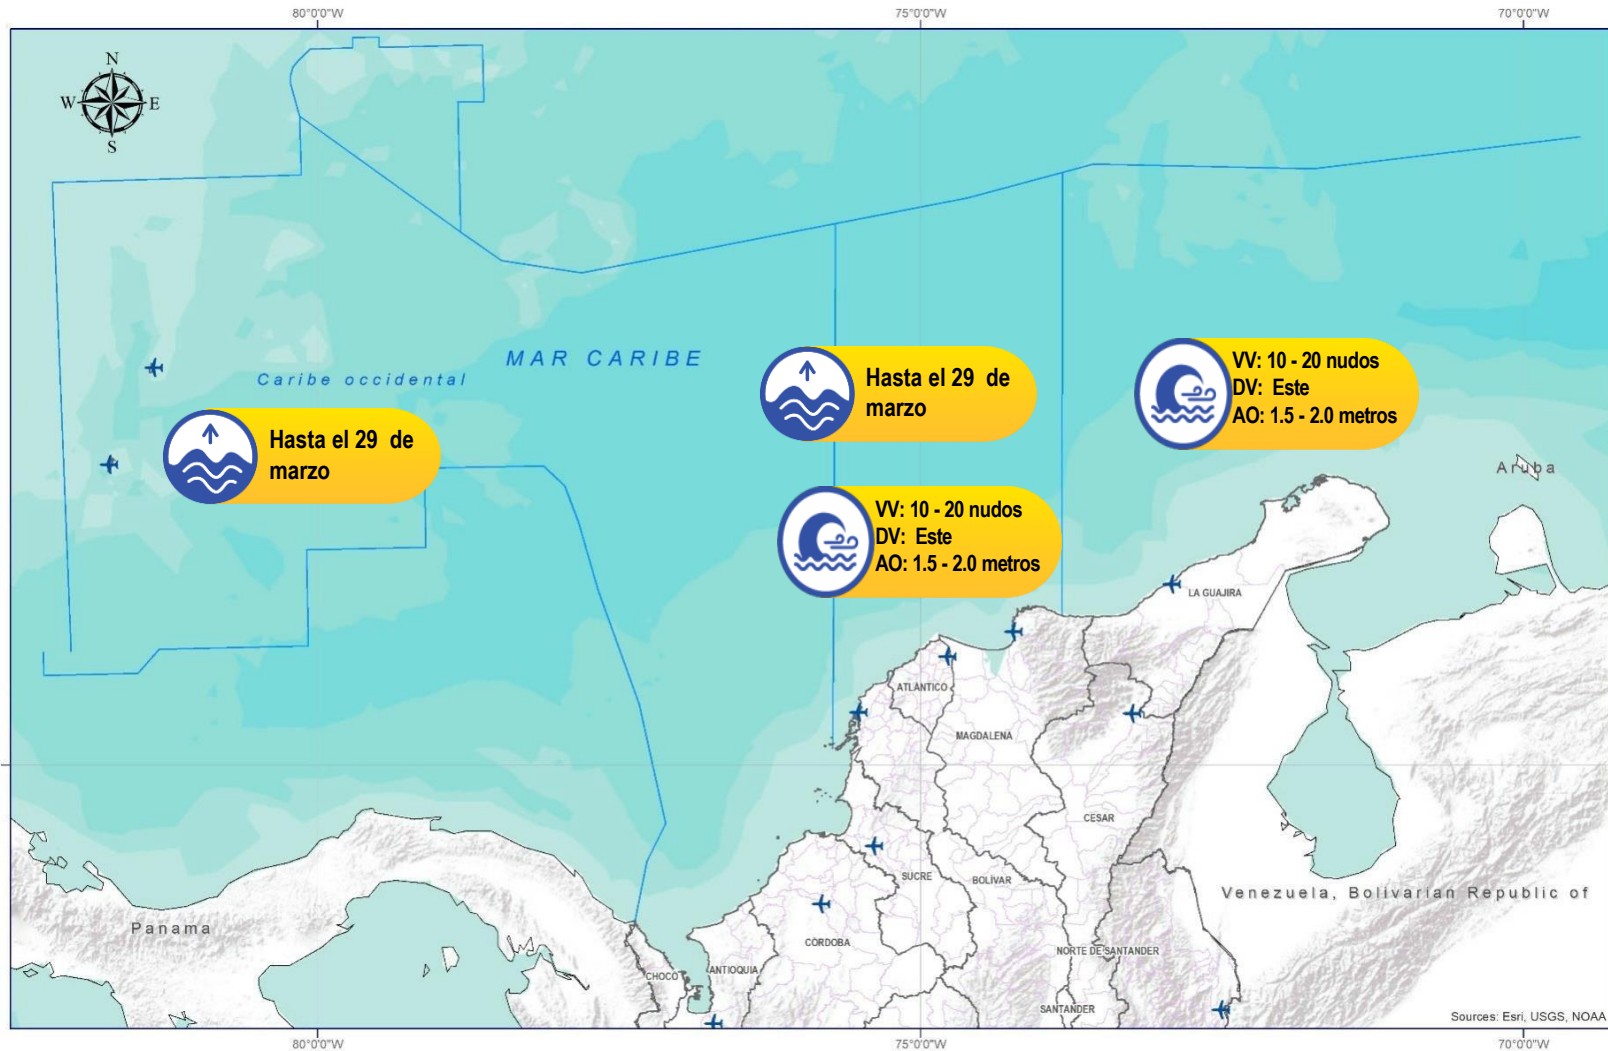 80°0'0"W
75°0'0"W
70°0'0"W
N
W
E
S
MAR CARIBE
Caribe occidental
Hasta el 29 de
marzo
Hasta el 29 de
marzo
VV: 10 - 20 nudos
DV: Este
AO: 1.5 - 2.0 metros
VV: 10 - 20 nudos
DV: Este
AO: 1.5 - 2.0 metros
Aruba
LA GUAJIRA
ATLÁNTICO
MAGDALENA
CESAR
SUCRE
BOLÍVAR
Venezuela, Bolivarian Republic of
Panama
CÓRDOBA
NORTE DE SANTANDER
CHOCÓ
ANTIOQUIA
SANTANDER
Sources: Esri, USGS, NOAA
80°0'0"W
75°0'0"W
70°0'0"W